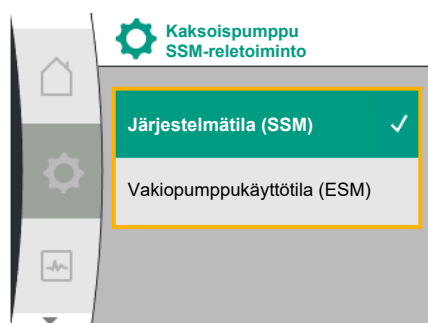 Kaksoispumppu
SSM-reletoiminto
Järjestelmätila (SSM)
Vakiopumppukäyttötila (ESM)